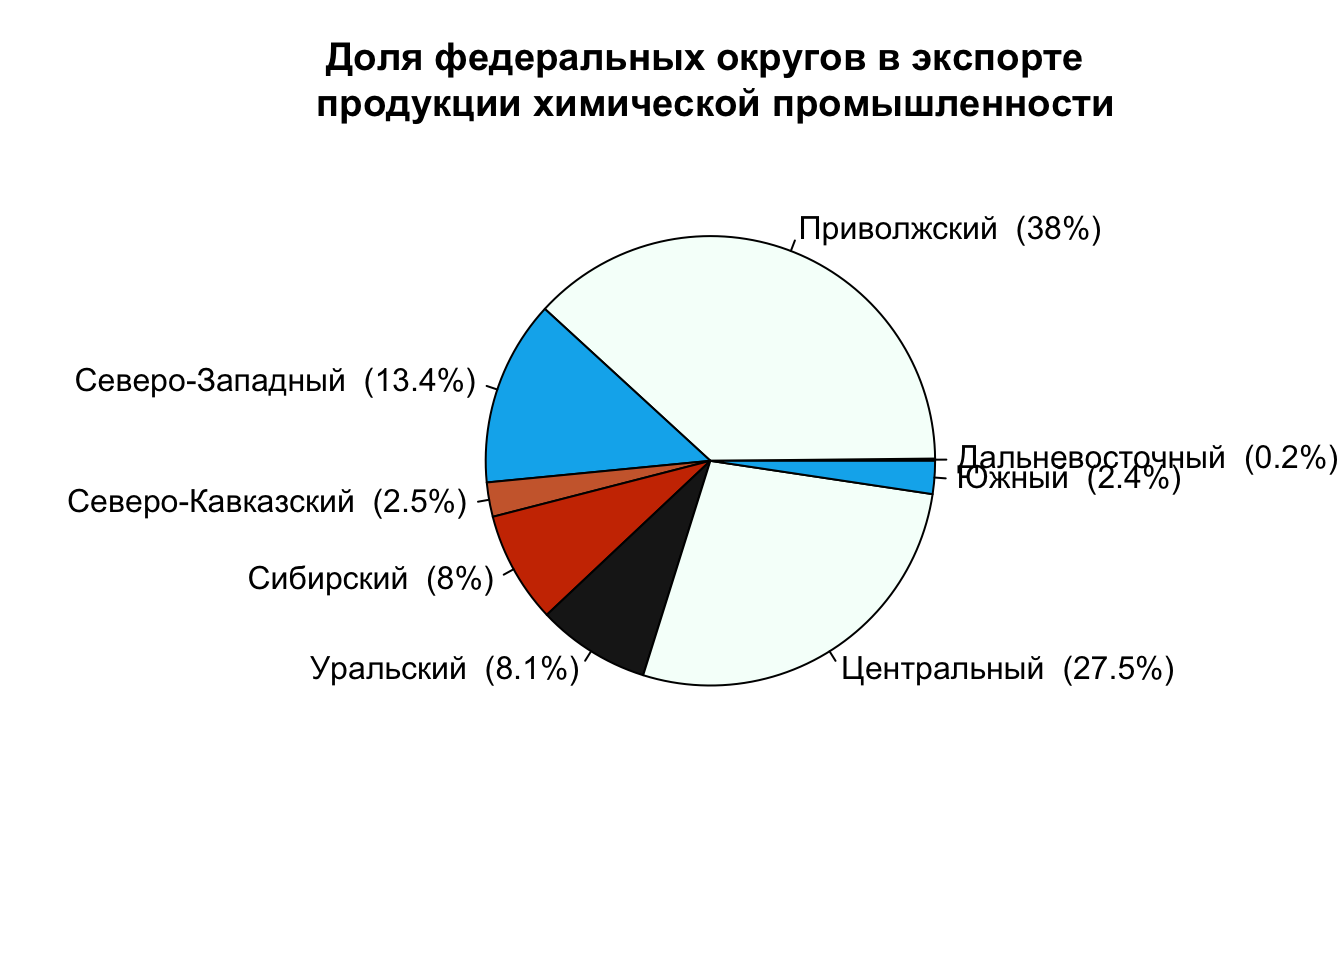 Доля федеральных округов в экспорте
продукции химической промышленности
Приволжский (38%)
Северо-Западный (13.4%)
Дальневосточный (0.2%)
Южный (2.4%)
Северо-Кавказский (2.5%)
Сибирский (8%)
Уральский (8.1%)
Центральный (27.5%)